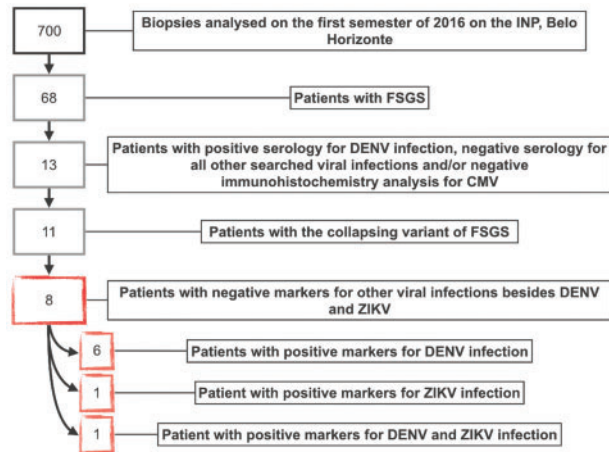 700
Biopsies analysed on the first semester of 2016 on the INP, Belo
Horizonte
68
Patients with FSGS
13
Patients with positive serology for DENV infection, negative serology for
all other searched viral infections and/or negative
immunohistochemistry analysis for CMV
11
Patients with the collapsing variant of FSGS
8
Patients with negative markers for other viral infections besides DENV
and ZIKV
6
Patients with positive markers for DENV infection
1
Patient with positive markers for ZIKV infection
1
Patient with positive markers for DENV and ZIKV infection